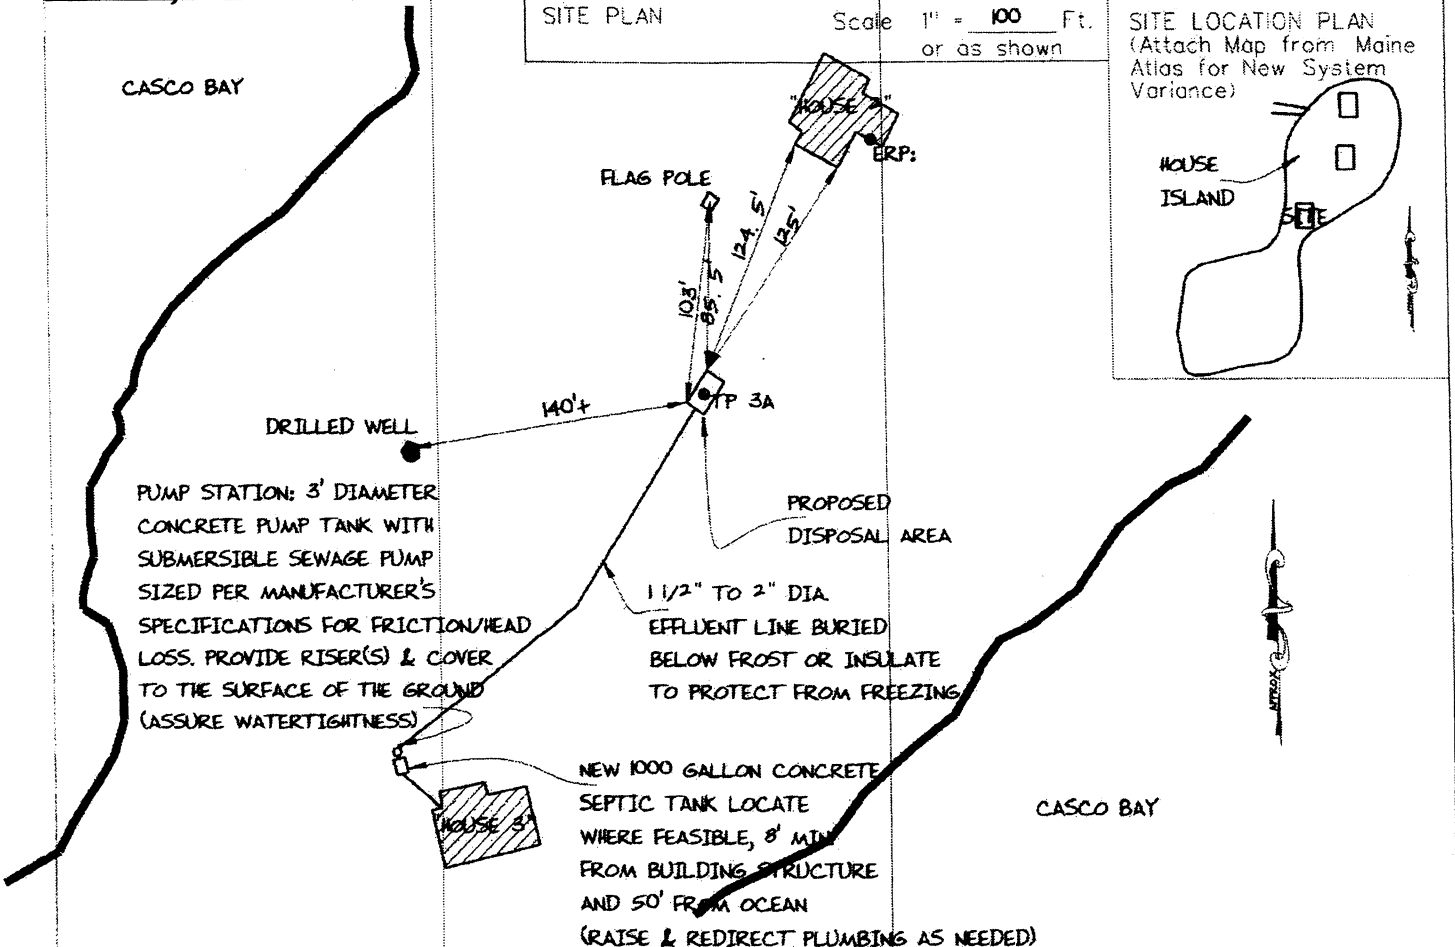 SITE PLAN
Scale 1" = 100 Ft.
or as shown
SITE LOCATION PLAN
(Attach Map from Maine
Atlas for New System
Variance)
HOUSE
ISLAND
SITE
CASCO BAY
"HOUSE 2"
ERP:
FLAG POLE
124. 5'
125'
103'
85. 5'
TP 3A
140'+
DRILLED WELL
PUMP STATION: 3' DIAMETER
CONCRETE PUMP TANK WITH
SUBMERSIBLE SEWAGE PUMP
SIZED PER MANUFACTURER'S
SPECIFICATIONS FOR FRICTION/HEAD
LOSS. PROVIDE RISER(S) & COVER
TO THE SURFACE OF THE GROUND
(ASSURE WATERTIGHTNESS)
PROPOSED
DISPOSAL AREA
1 1/2" TO 2" DIA.
EFFLUENT LINE BURIED
BELOW FROST OR INSULATE
TO PROTECT FROM FREEZING
NEW 1000 GALLON CONCRETE
SEPTIC TANK LOCATE
WHERE FEASIBLE, 8' MIN
FROM BUILDING STRUCTURE
AND 50' FROM OCEAN
(RAISE & REDIRECT PLUMBING AS NEEDED)
"HOUSE 3"
CASCO BAY
APPROX